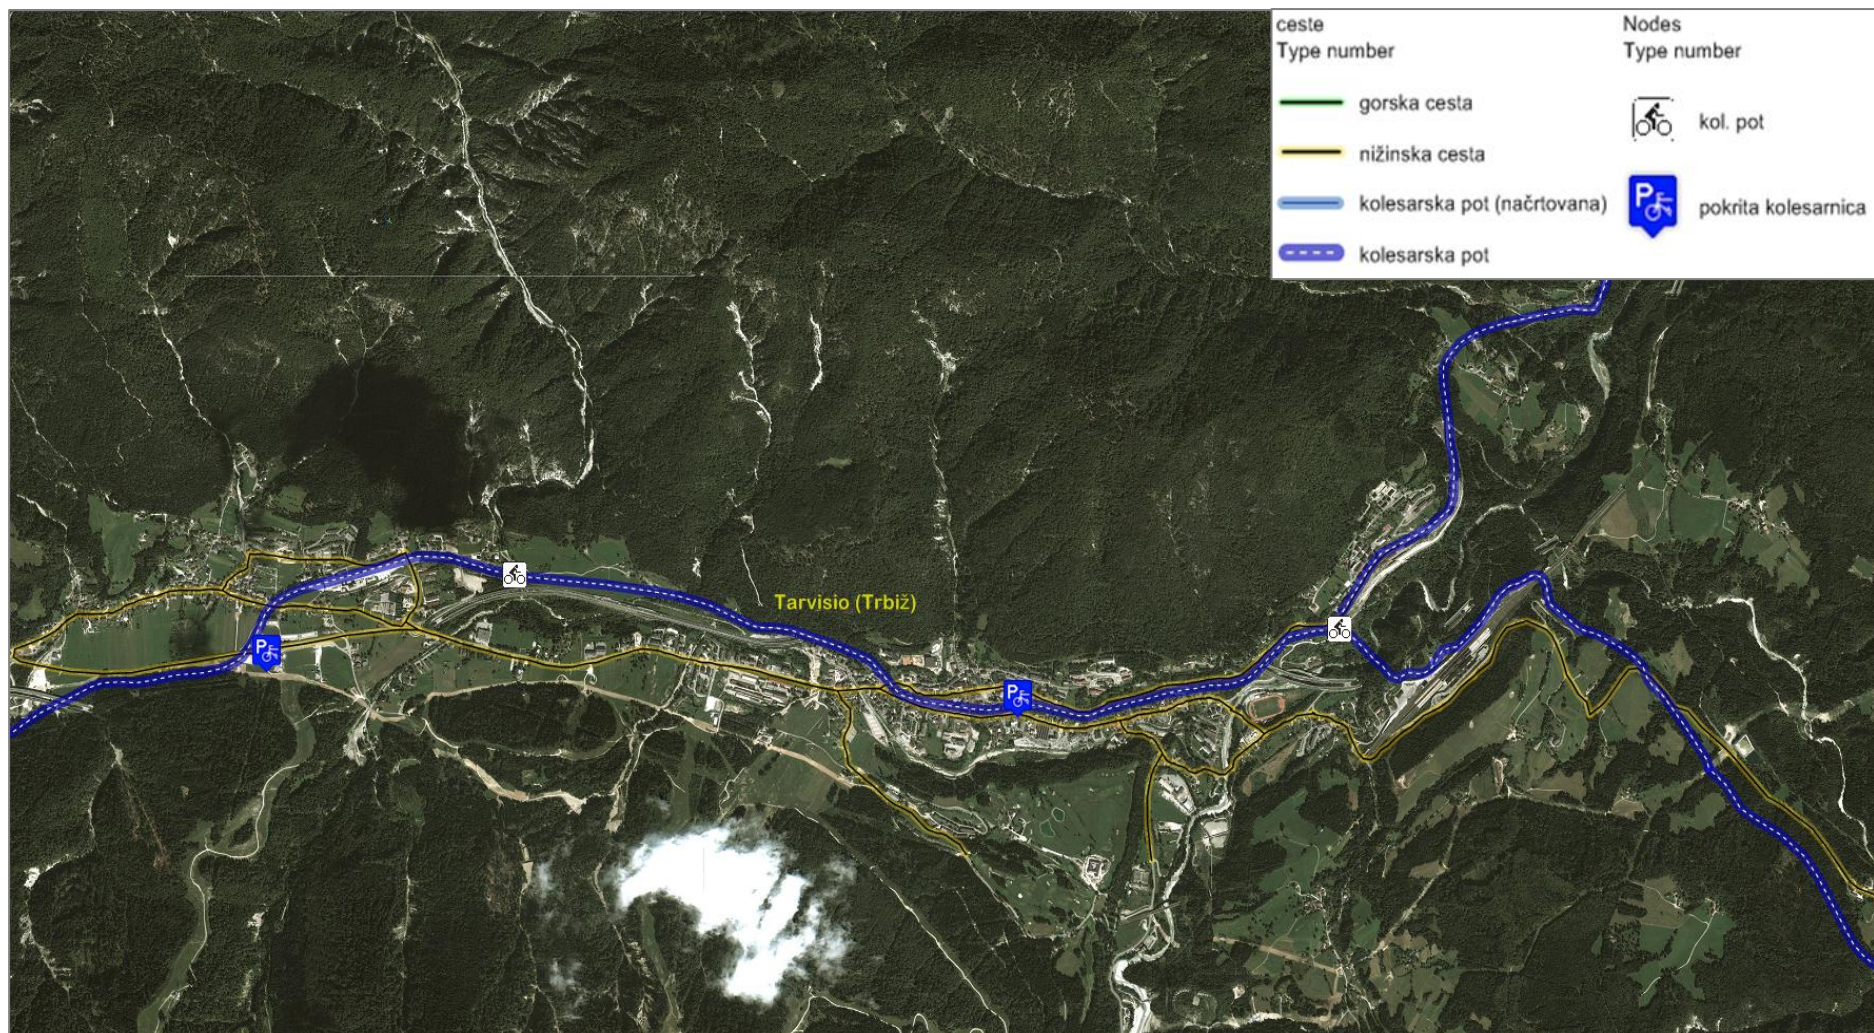 ceste
Type number
gorska cesta
nižinska cesta
kolesarska pot (načrtovana)
kolesarska pot
Nodes
Type number
kol. pot
P
pokrita kolesarnica
Tarvisio (Trbiž)
P
P